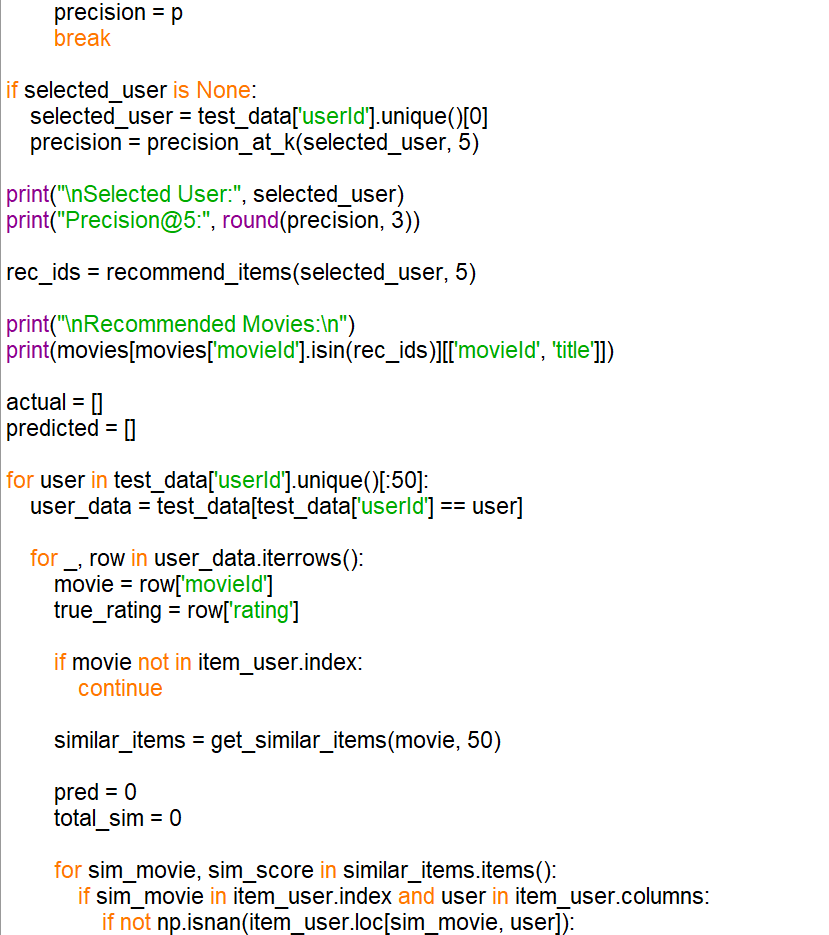 precision = p
        break

if selected_user is None:
    selected_user = test_data['userId'].unique()[0]
    precision = precision_at_k(selected_user, 5)

print("\nSelected User:", selected_user)
print("Precision@5:", round(precision, 3))

rec_ids = recommend_items(selected_user, 5)

print("\nRecommended Movies:\n")
print(movies[movies['movieId'].isin(rec_ids)][['movieId', 'title']])

actual = []
predicted = []

for user in test_data['userId'].unique()[:50]:
    user_data = test_data[test_data['userId'] == user]

    for _, row in user_data.iterrows():
        movie = row['movieId']
        true_rating = row['rating']

        if movie not in item_user.index:
            continue

        similar_items = get_similar_items(movie, 50)

        pred = 0
        total_sim = 0

        for sim_movie, sim_score in similar_items.items():
            if sim_movie in item_user.index and user in item_user.columns:
                if not np.isnan(item_user.loc[sim_movie, user]):